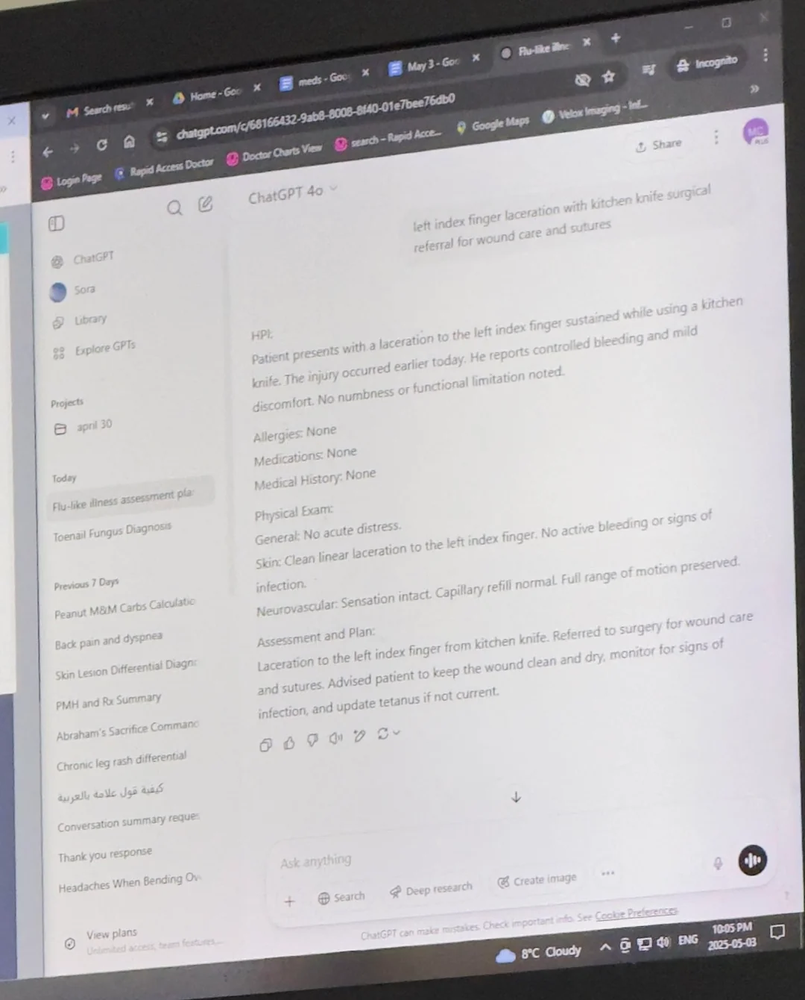 Search resu
Home - Goo
meds - Goo
May 3 - Goo
Flu-like illne
chatgpt.com/c/68166432-9ab8-8008-8f40-01e7bee76db0
Incognito
Login Page
Rapid Access Doctor
Doctor Charts View
search – Rapid Acce...
Google Maps
Velox Imaging - Inf...
ChatGPT 4o
Share
MC
PLUS
ChatGPT
Sora
Library
Explore GPTs
Projects
april 30
Today
Flu-like illness assessment pla
Toenail Fungus Diagnosis
Previous 7 Days
Peanut M&M Carbs Calculatio
Back pain and dyspnea
Skin Lesion Differential Diagn
PMH and Rx Summary
Abraham's Sacrifice Command
Chronic leg rash differential
كيفية قول علامة بالعربية
Conversation summary reques
Thank you response
Headaches When Bending Ov
View plans
Unlimited access, team features,...
left index finger laceration with kitchen knife surgical
referral for wound care and sutures
HPI:
Patient presents with a laceration to the left index finger sustained while using a kitchen
knife. The injury occurred earlier today. He reports controlled bleeding and mild
discomfort. No numbness or functional limitation noted.
Allergies: None
Medications: None
Medical History: None
Physical Exam:
General: No acute distress.
Skin: Clean linear laceration to the left index finger. No active bleeding or signs of
infection.
Neurovascular: Sensation intact. Capillary refill normal. Full range of motion preserved.
Assessment and Plan:
Laceration to the left index finger from kitchen knife. Referred to surgery for wound care
and sutures. Advised patient to keep the wound clean and dry, monitor for signs of
infection, and update tetanus if not current.
Ask anything
Search
Deep research
Create image
ChatGPT can make mistakes. Check important info. See Cookie Preferences.
?
8°C Cloudy
ENG
10:05 PM
2025-05-03